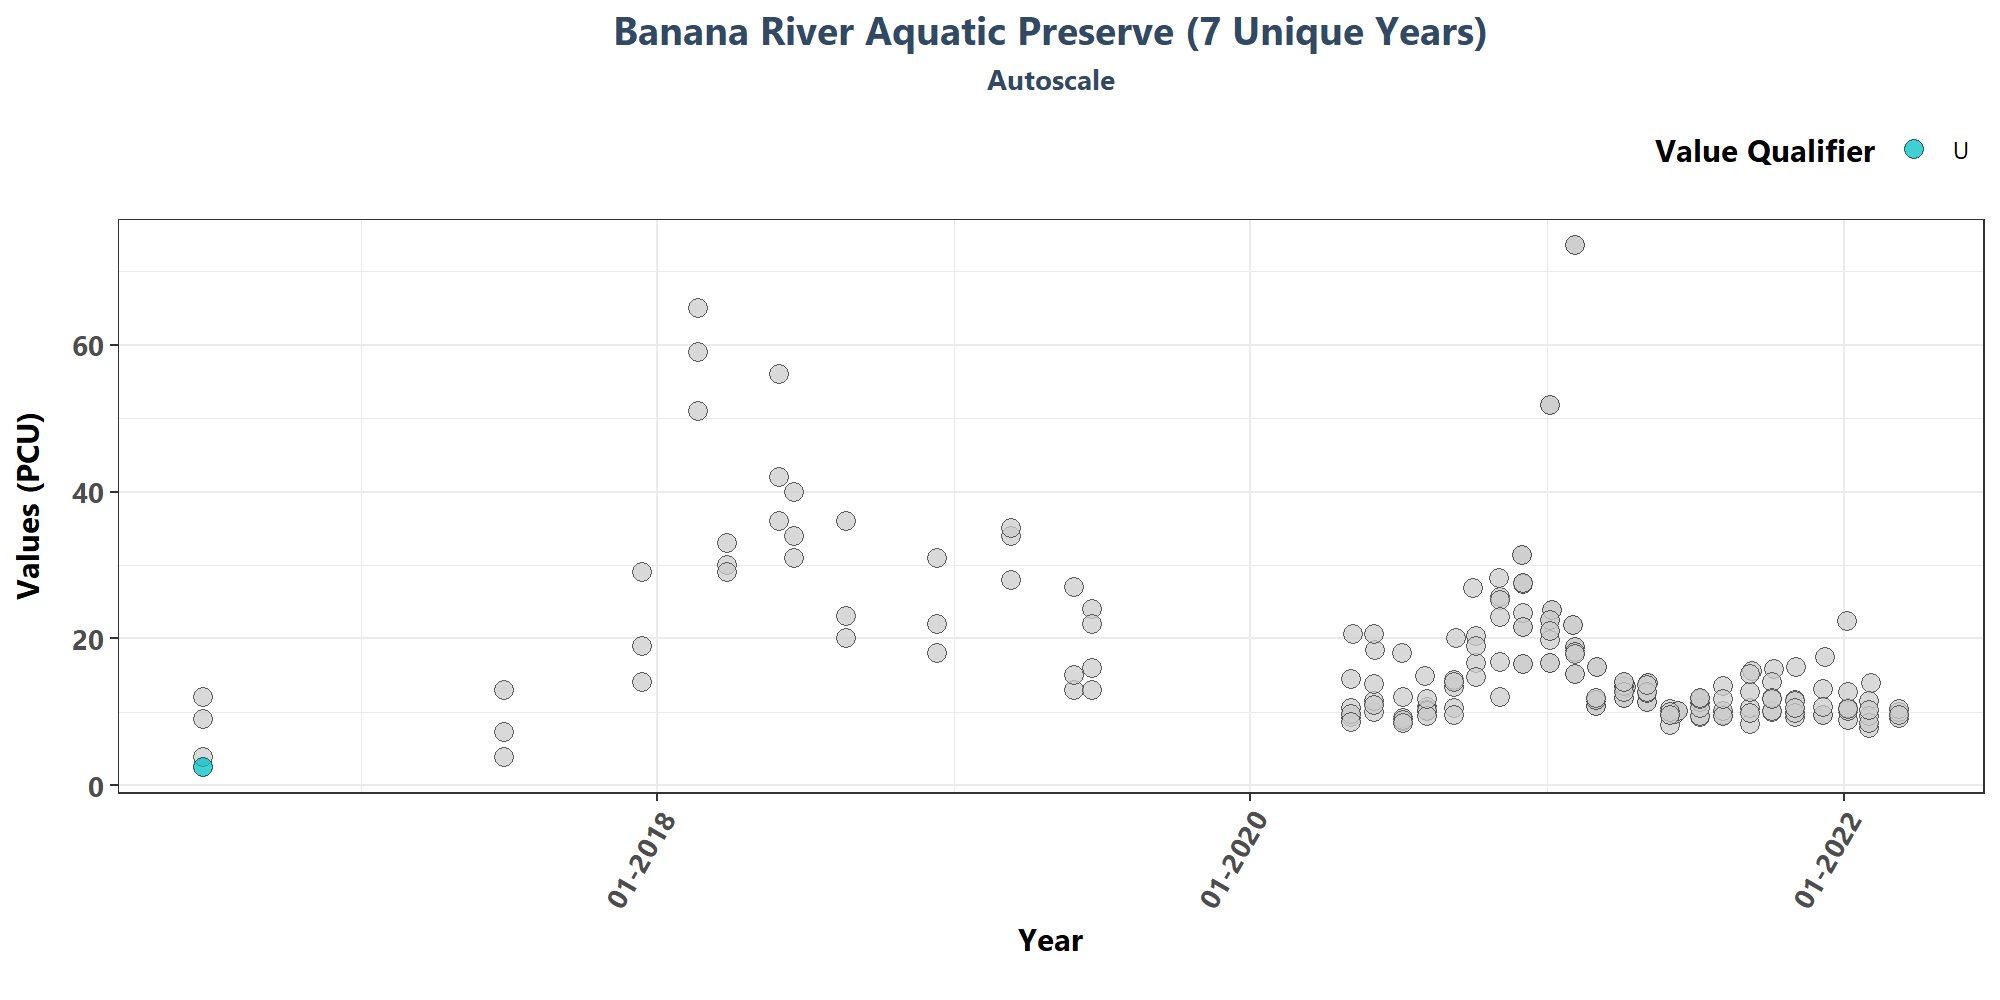 Banana River Aquatic Preserve (7 Unique Years)
Autoscale
Value Qualifier U
Values (PCU)
60
40
20
0
01-2018
01-2020
01-2022
Year